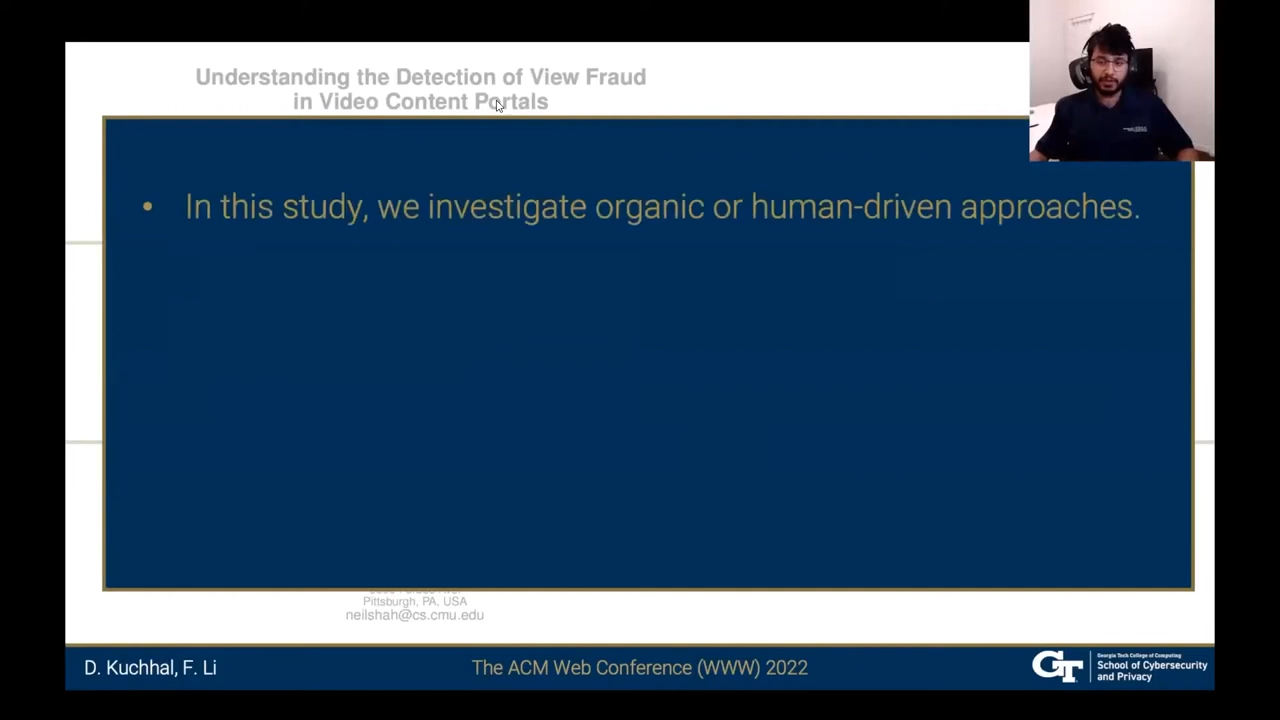 Understanding the Detection of View Fraud
in Video Content Portals
• In this study, we investigate organic or human-driven approaches.
Pittsburgh, PA, USA
neilshah@cs.cmu.edu
D. Kuchhal, F. Li
The ACM Web Conference (WWW) 2022
GT
Georgia Tech College of Computing
School of Cybersecurity
and Privacy